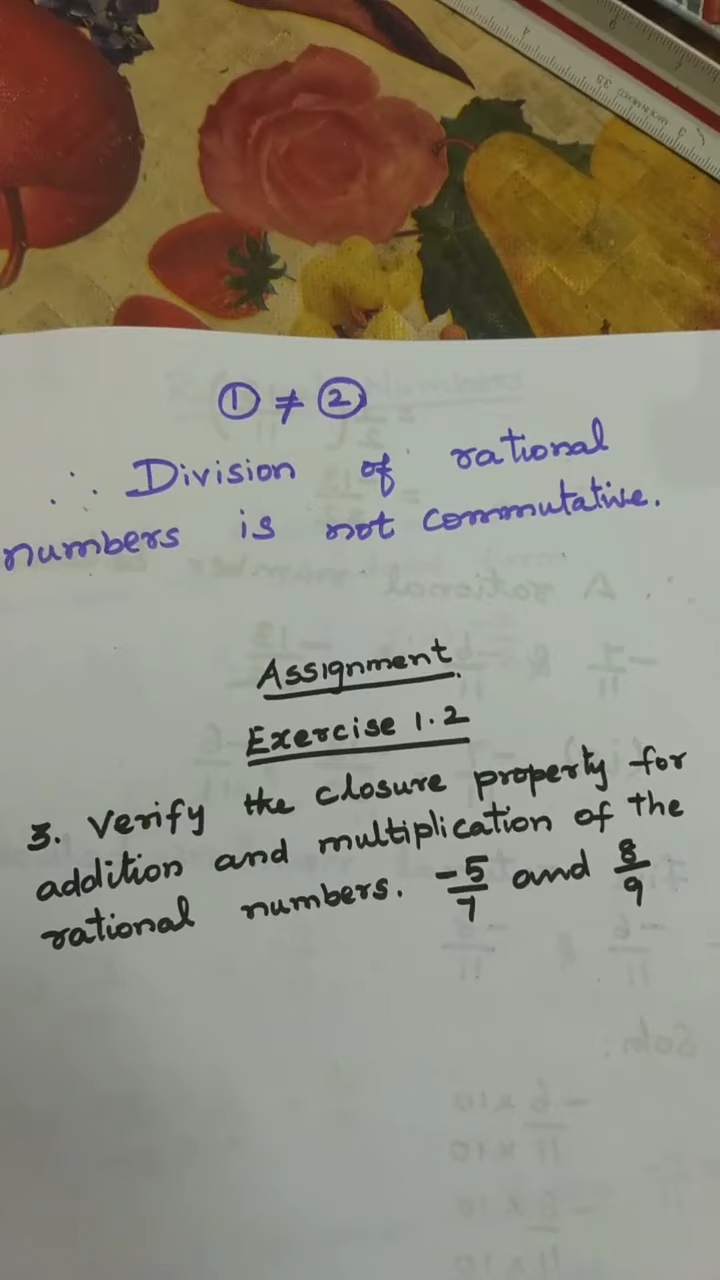 ① ≠ ②
∴ Division of rational
numbers is not commutative.
Assignment
Exercise 1.2
3. Verify the closure property for
addition and multiplication of the
rational numbers. -5/7 and 8/9